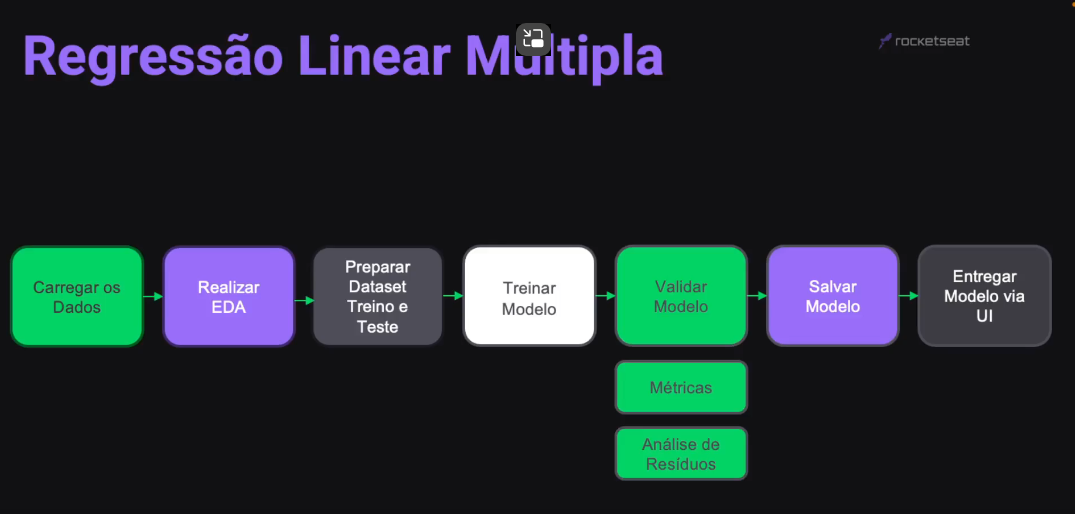 Regressão Linear Múltipla
rocketseat
Carregar os
Dados
Realizar
EDA
Preparar
Dataset
Treino e
Teste
Treinar
Modelo
Validar
Modelo
Salvar
Modelo
Entregar
Modelo via
UI
Métricas
Análise de
Resíduos